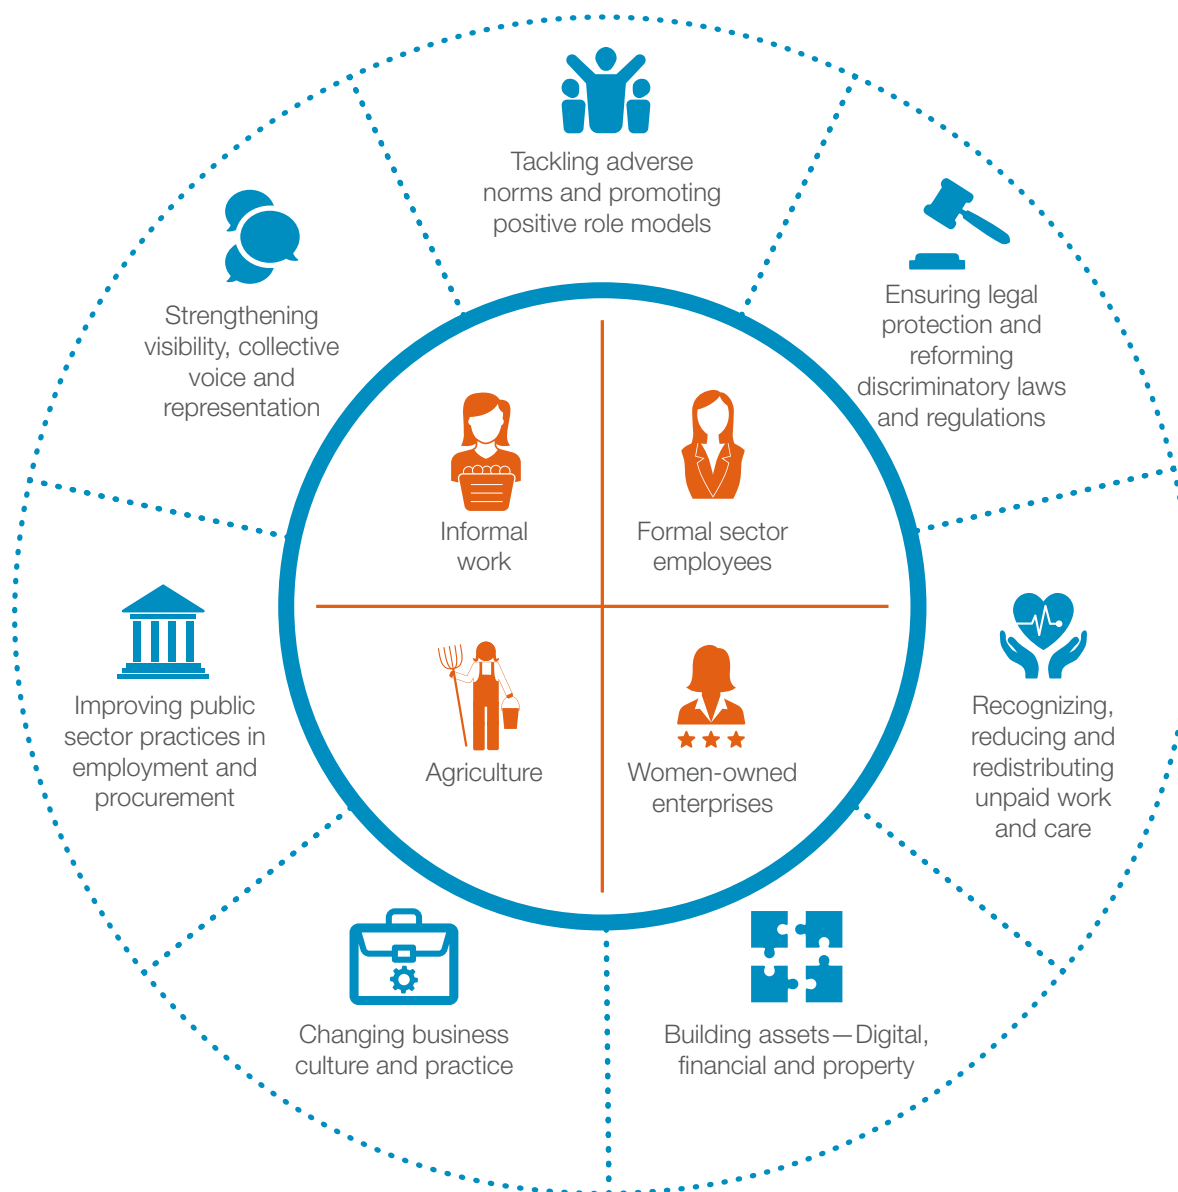 Tackling adverse
norms and promoting
positive role models
Ensuring legal
protection and
reforming
discriminatory laws
and regulations
Recognizing,
reducing and
redistributing
unpaid work
and care
Building assets—Digital,
financial and property
Changing business
culture and practice
Improving public
sector practices in
employment and
procurement
Strengthening
visibility, collective
voice and
representation
Informal
work
Formal sector
employees
Agriculture
Women-owned
enterprises